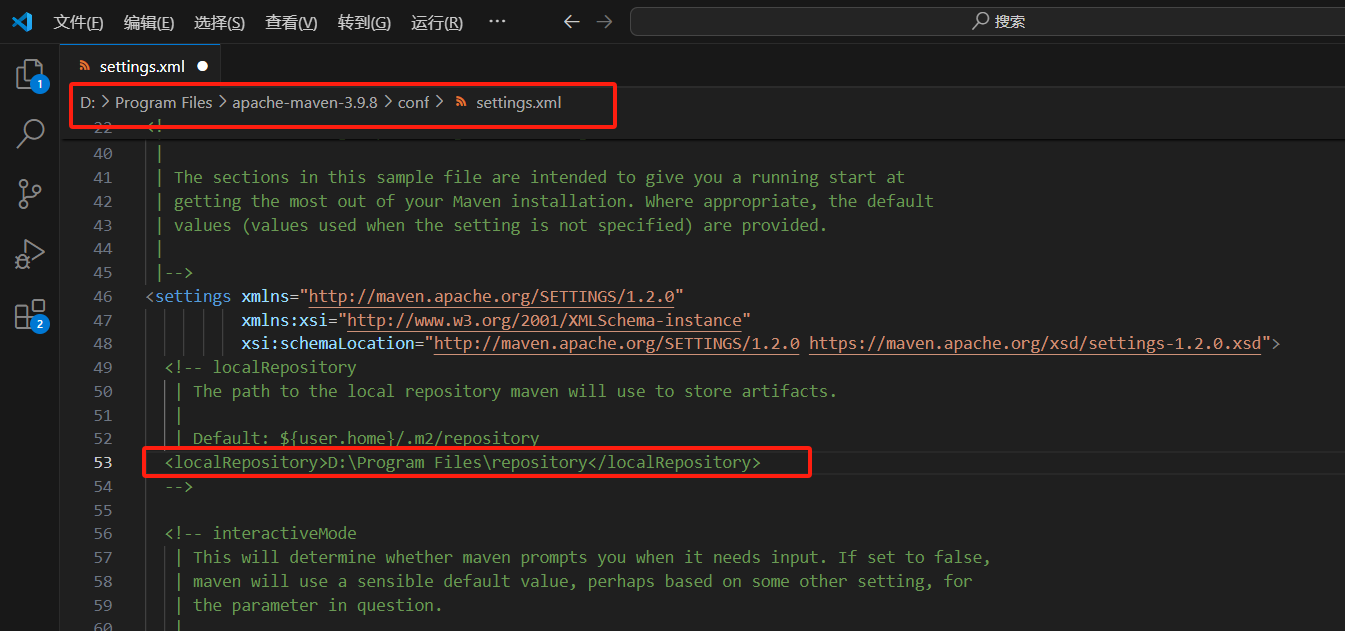 文件(F) 编辑(E) 选择(S) 查看(V) 转到(G) 运行(R) ··· ← → 搜索
settings.xml ●
1
D: > Program Files > apache-maven-3.9.8 > conf > settings.xml
22 <!
40 |
41 | The sections in this sample file are intended to give you a running start at
42 | getting the most out of your Maven installation. Where appropriate, the default
43 | values (values used when the setting is not specified) are provided.
44 |
45 |-->
46 <settings xmlns="http://maven.apache.org/SETTINGS/1.2.0"
47 xmlns:xsi="http://www.w3.org/2001/XMLSchema-instance"
2
48 xsi:schemaLocation="http://maven.apache.org/SETTINGS/1.2.0 https://maven.apache.org/xsd/settings-1.2.0.xsd">
49 <!-- localRepository
50 | The path to the local repository maven will use to store artifacts.
51 |
52 | Default: ${user.home}/.m2/repository
53 <localRepository>D:\Program Files\repository</localRepository>
54 -->
55
56 <!-- interactiveMode
57 | This will determine whether maven prompts you when it needs input. If set to false,
58 | maven will use a sensible default value, perhaps based on some other setting, for
59 | the parameter in question.
60 |